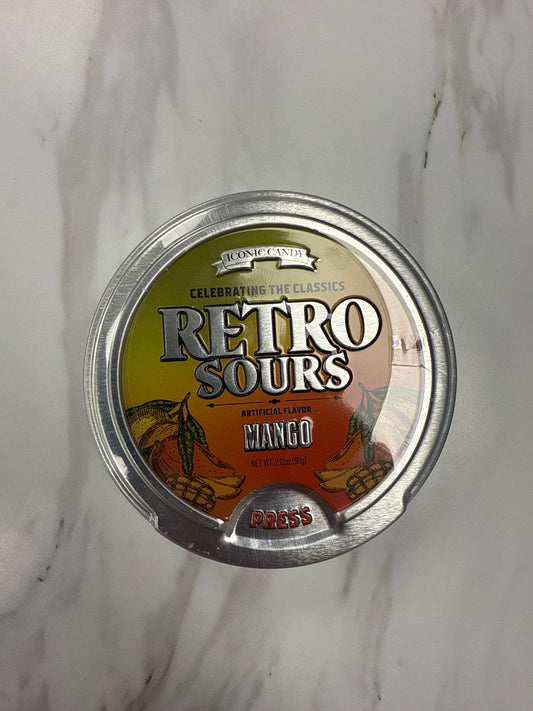 ICONIC CANDY
CELEBRATING THE CLASSICS
RETRO
SOURS
ARTIFICIAL FLAVOR
MANGO
NET WT. 2.12oz (60g)
PRESS